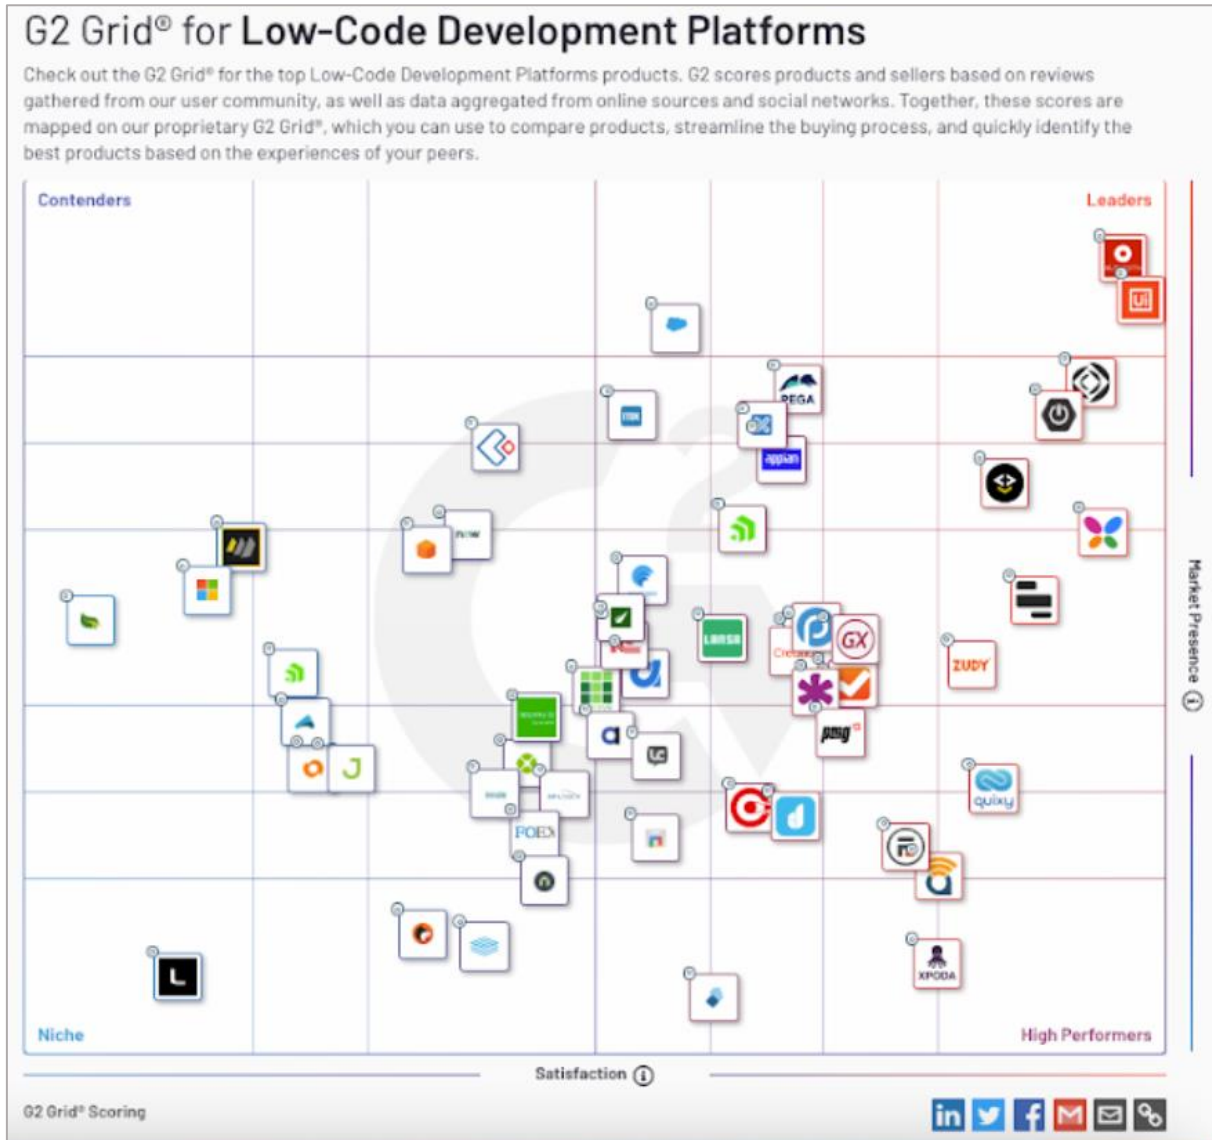 G2 Grid® for Low-Code Development Platforms
Check out the G2 Grid® for the top Low-Code Development Platforms products. G2 scores products and sellers based on reviews
gathered from our user community, as well as data aggregated from online sources and social networks. Together, these scores are
mapped on our proprietary G2 Grid®, which you can use to compare products, streamline the buying process, and quickly identify the
best products based on the experiences of your peers.
Contenders
Leaders
Ui
PEGA
appian
now
LANSA
GX
ZUDY
pmg
quixy
FOEX
XPODA
Market Presence
Niche
High Performers
Satisfaction
G2 Grid® Scoring